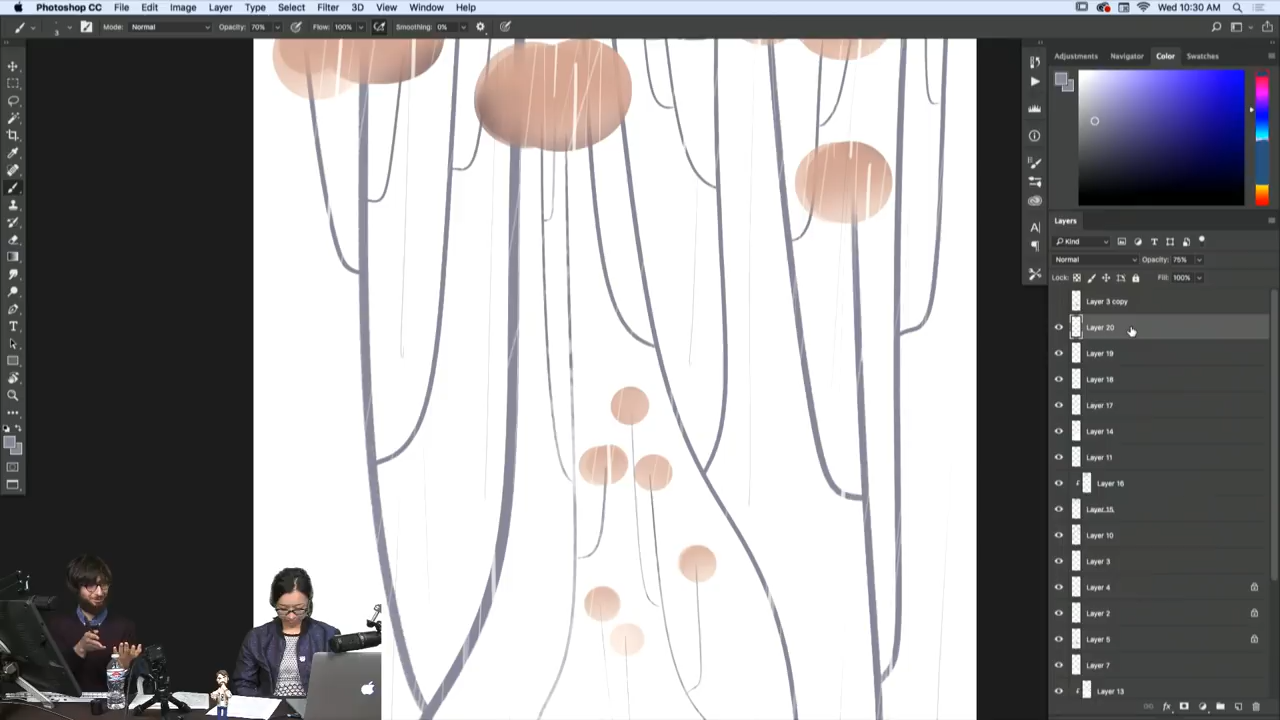 Photoshop CC File Edit Image Layer Type Select Filter 3D View Window Help Wed 10:30 AM
3 Mode: Normal Opacity: 70% Flow: 100% Smoothing: 0%
Adjustments Navigator Color Swatches
Layers
Kind
Normal Opacity: 75%
Lock: Fill: 100%
Layer 3 copy
Layer 20
Layer 19
Layer 18
Layer 17
Layer 14
Layer 11
Layer 16
Layer 15
Layer 10
Layer 3
Layer 4
Layer 2
Layer 5
Layer 7
Layer 13